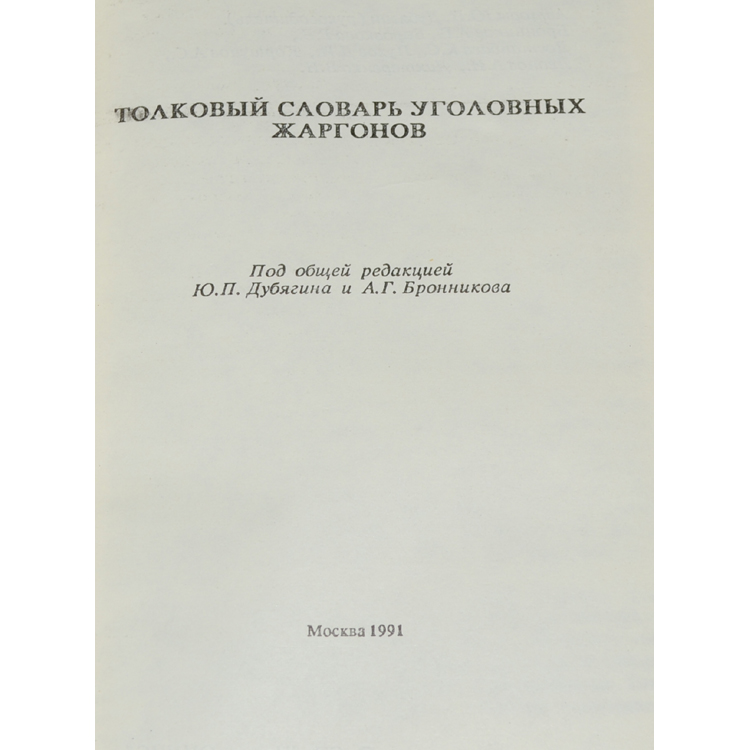 ТОЛКОВЫЙ СЛОВАРЬ УГОЛОВНЫХ
ЖАРГОНОВ
Под общей редакцией
Ю.П. Дубягина и А.Г. Бронникова
Москва 1991